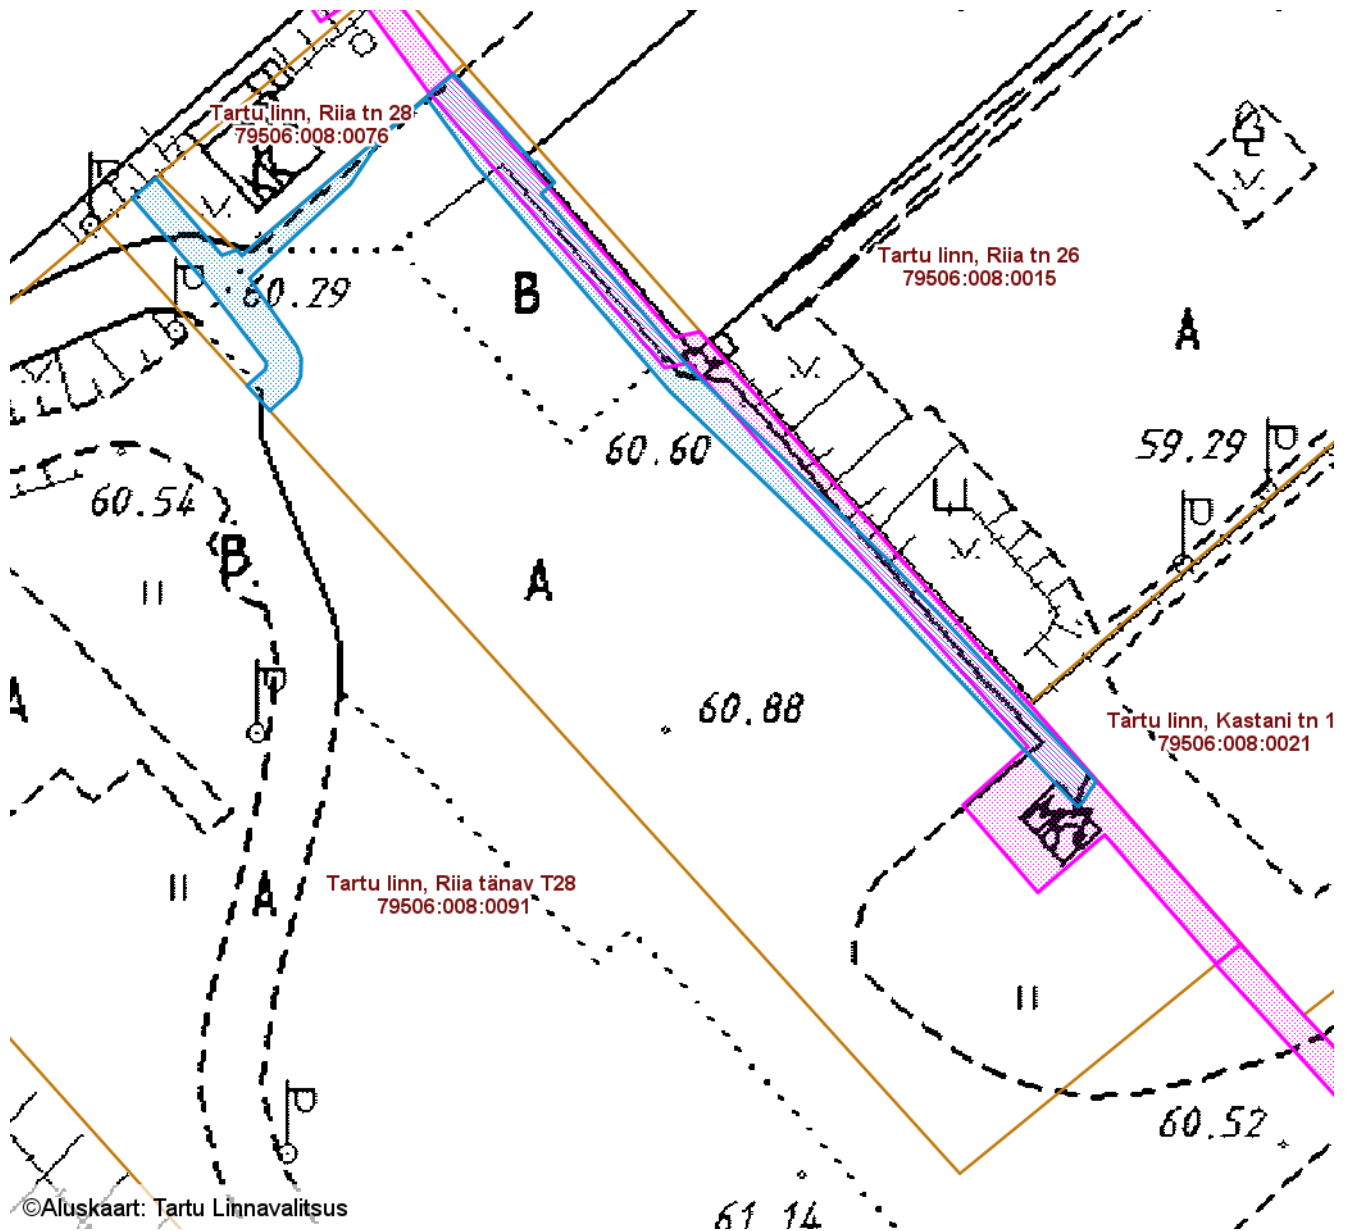 Tartu linn, Riia tn 28
79506:008:0076
Tartu linn, Riia tn 26
79506:008:0015
60.29
B
A
60.60
59.29
60.54
B
A
A
60.88
Tartu linn, Kastani tn 1
79506:008:0021
A
Tartu linn, Riia tänav T28
79506:008:0091
60.52
61.14
©Aluskaart: Tartu Linnavalitsus